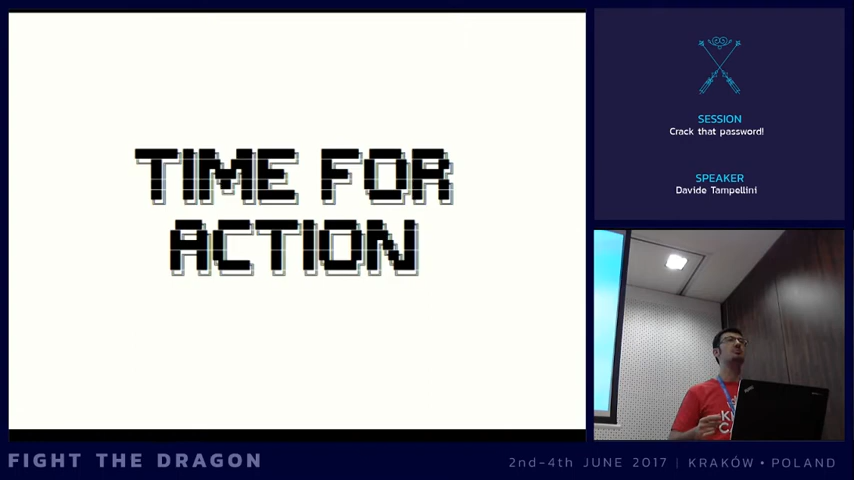 TIME FOR
ACTION
SESSION
Crack that password!
SPEAKER
Davide Tampellini
FIGHT THE DRAGON
2nd-4th JUNE 2017 | KRAKÓW • POLAND